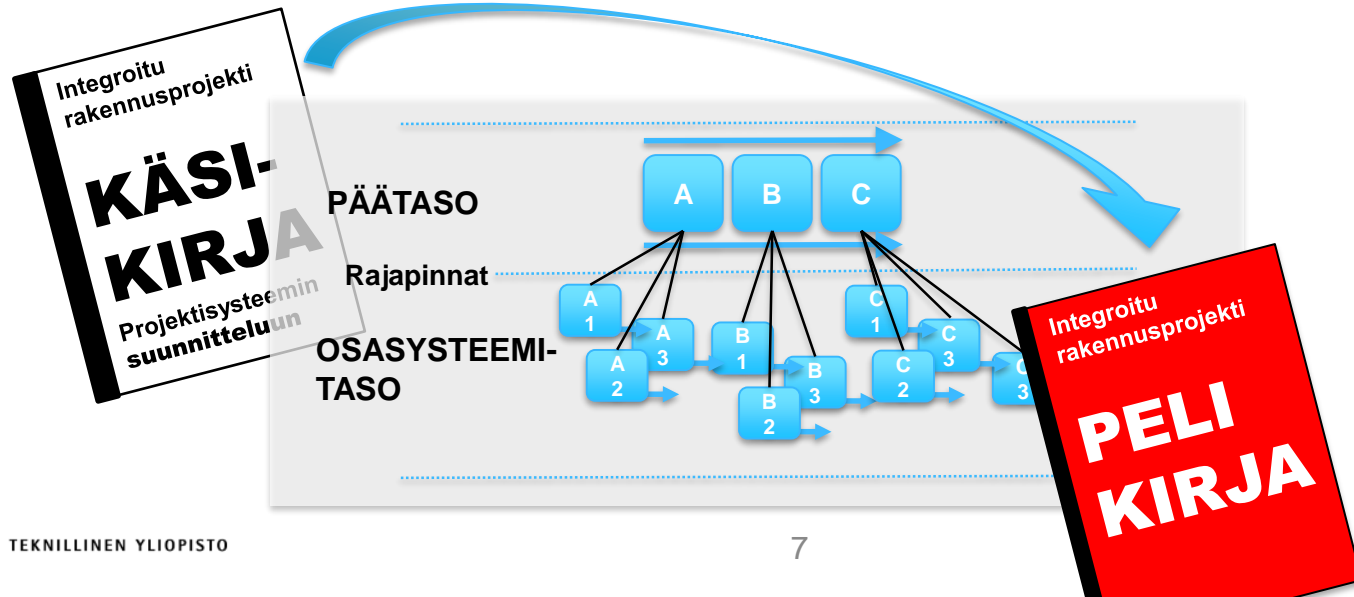 Integroitu
rakennusprojekti
KÄSI-
KIRJA
Projektisysteemin
suunnitteluun
PÄÄTASO
A
B
C
Rajapinnat
OSASYSTEEMI-
TASO
A
1
A
2
A
3
B
1
B
2
B
3
C
1
C
2
C
3
C
3
Integroitu
rakennusprojekti
PELI
KIRJA
TEKNILLINEN YLIOPISTO
7